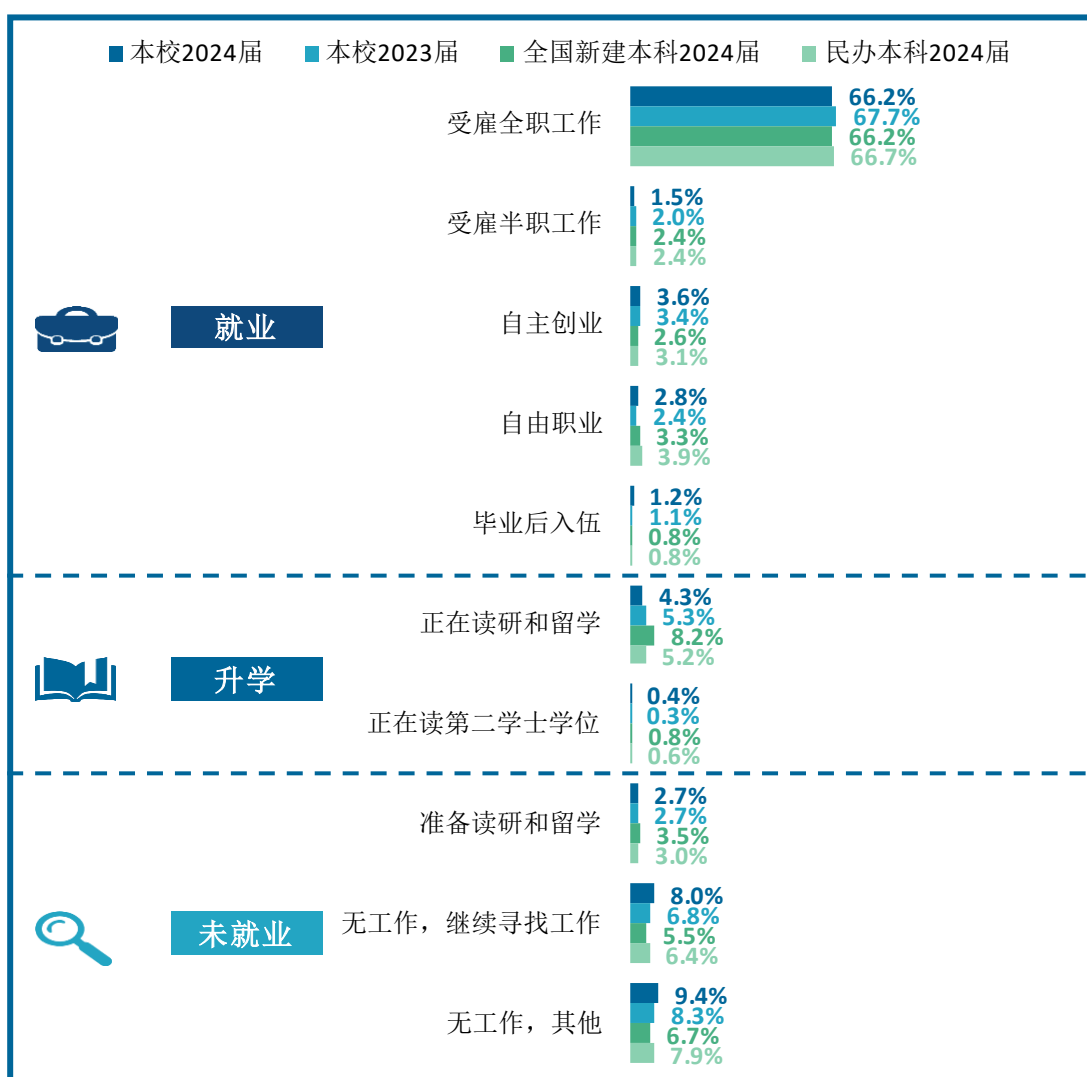 本校2024届 本校2023届 全国新建本科2024届 民办本科2024届
受雇全职工作
66.2%
67.7%
66.2%
66.7%
受雇半职工作
1.5%
2.0%
2.4%
2.4%
就业
自主创业
3.6%
3.4%
2.6%
3.1%
自由职业
2.8%
2.4%
3.3%
3.9%
毕业后入伍
1.2%
1.1%
0.8%
0.8%
升学
正在读研和留学
4.3%
5.3%
8.2%
5.2%
正在读第二学士学位
0.4%
0.3%
0.8%
0.6%
未就业
准备读研和留学
2.7%
2.7%
3.5%
3.0%
无工作，继续寻找工作
8.0%
6.8%
5.5%
6.4%
无工作，其他
9.4%
8.3%
6.7%
7.9%